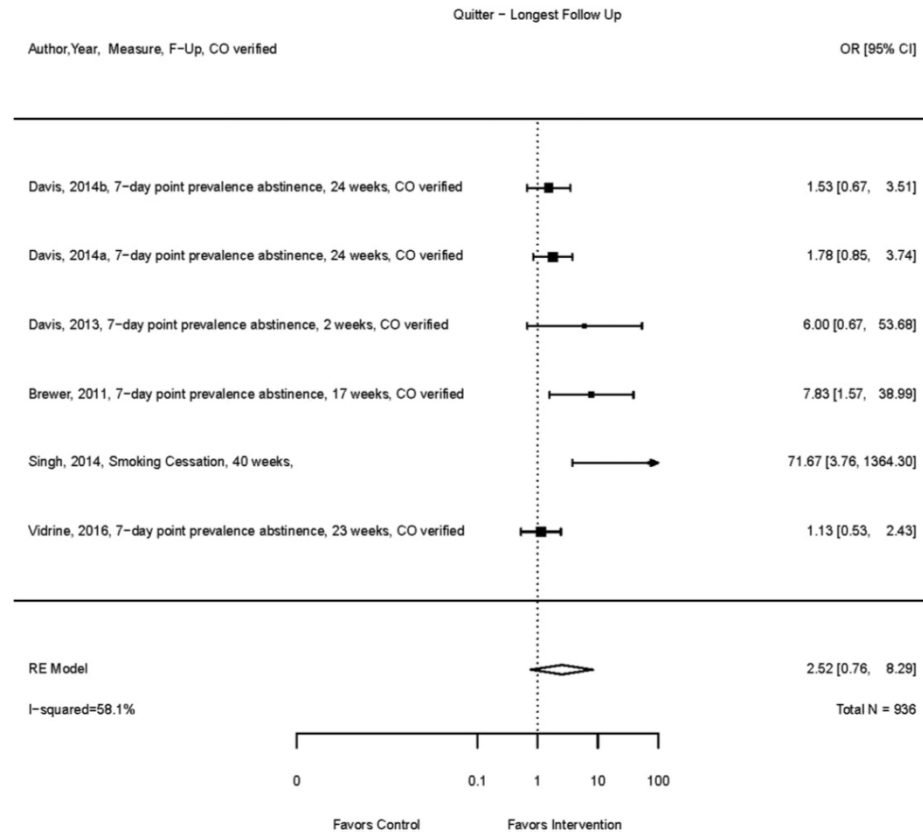 Quitter − Longest Follow Up
Author,Year, Measure, F−Up, CO verified OR [95% CI]
Davis, 2014b, 7−day point prevalence abstinence, 24 weeks, CO verified 1.53 [0.67, 3.51]
Davis, 2014a, 7−day point prevalence abstinence, 24 weeks, CO verified 1.78 [0.85, 3.74]
Davis, 2013, 7−day point prevalence abstinence, 2 weeks, CO verified 6.00 [0.67, 53.68]
Brewer, 2011, 7−day point prevalence abstinence, 17 weeks, CO verified 7.83 [1.57, 38.99]
Singh, 2014, Smoking Cessation, 40 weeks, 71.67 [3.76, 1364.30]
Vidrine, 2016, 7−day point prevalence abstinence, 23 weeks, CO verified 1.13 [0.53, 2.43]
RE Model 2.52 [0.76, 8.29]
I−squared=58.1% Total N = 936
0 0.1 1 10 100
Favors Control Favors Intervention